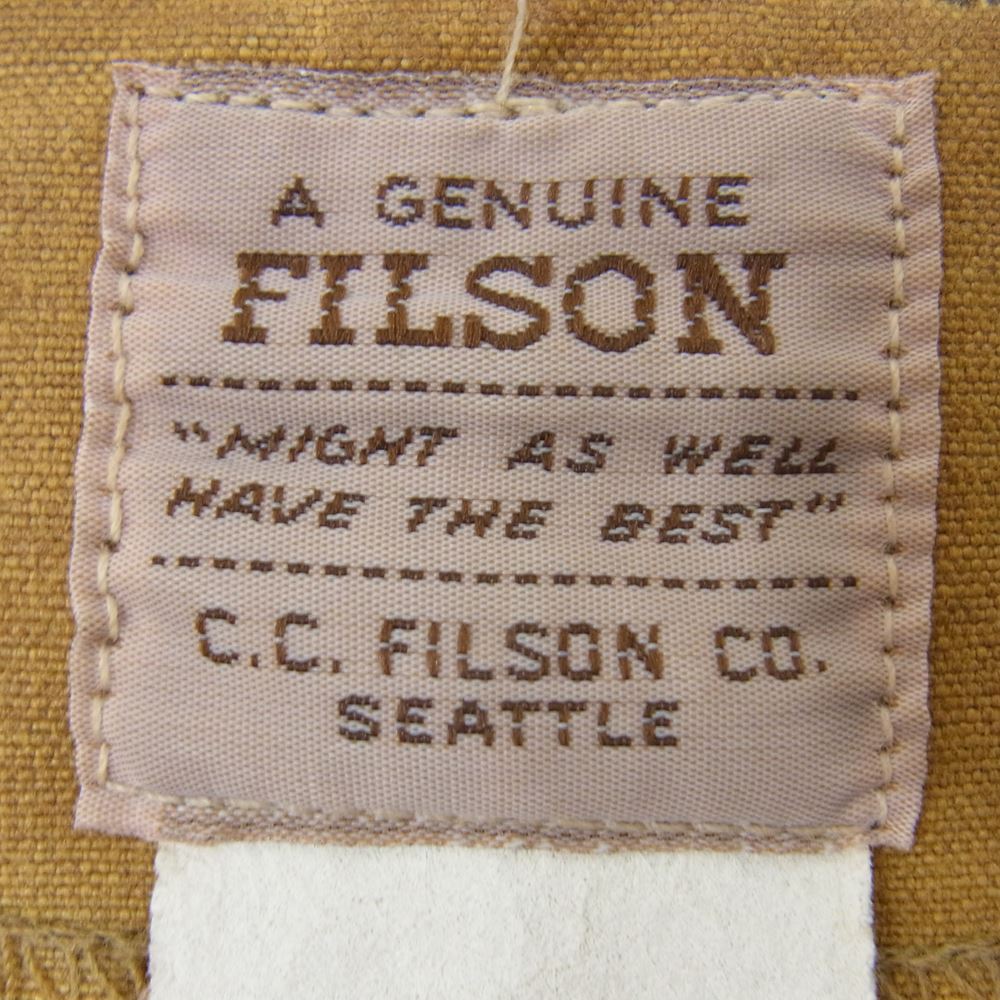 A GENUINE
FILSON
"MIGHT AS WELL
HAVE THE BEST"
C.C. FILSON CO.
SEATTLE